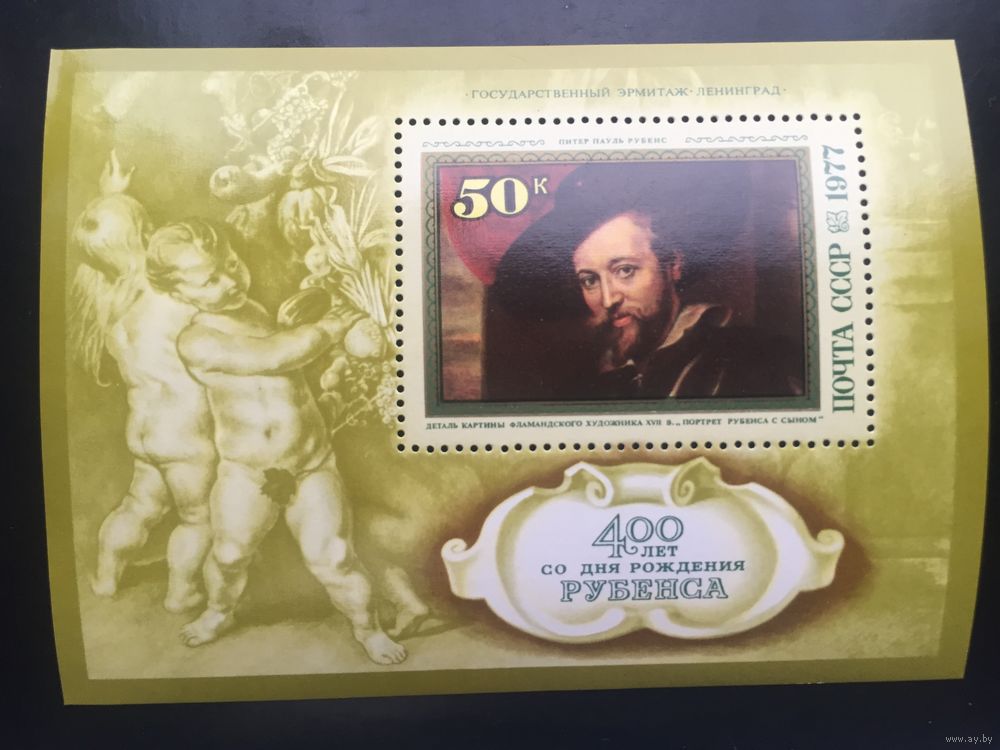 · ГОСУДАРСТВЕННЫЙ ЭРМИТАЖ · ЛЕНИНГРАД ·
ПИТЕР ПАУЛЬ РУБЕНС
50 К
ПОЧТА СССР 1977
ДЕТАЛЬ КАРТИНЫ ФЛАМАНДСКОГО ХУДОЖНИКА XVII В. „ПОРТРЕТ РУБЕНСА С СЫНОМ“
400
ЛЕТ
СО ДНЯ РОЖДЕНИЯ
РУБЕНСА
www.ay.by